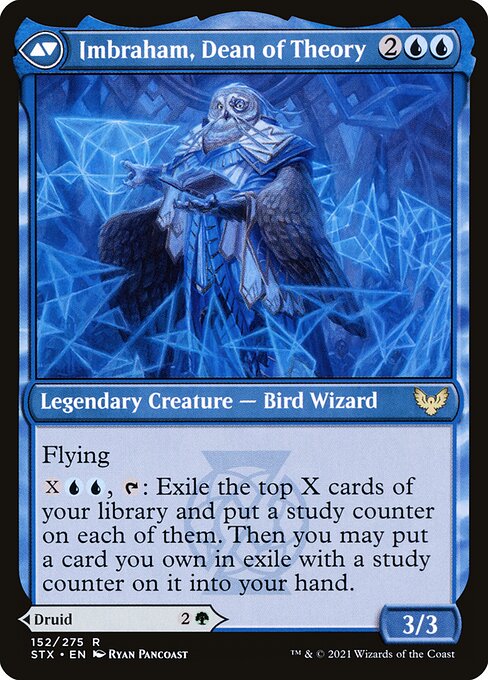 Imbraham, Dean of Theory 2
Legendary Creature — Bird Wizard
Flying
X, : Exile the top X cards of
your library and put a study counter
on each of them. Then you may put
a card you own in exile with a study
counter on it into your hand.
Druid 2
3/3
152/275 R
STX • EN RYAN PANCOAST
™ & © 2021 Wizards of the Coast